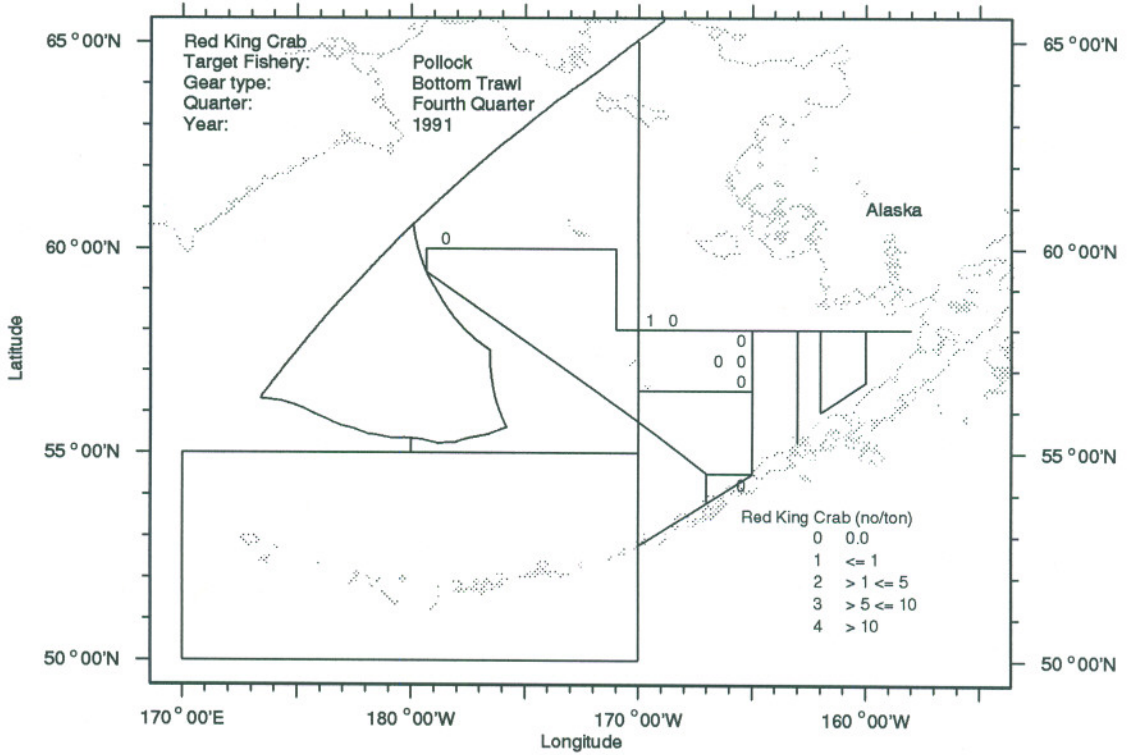 65 °00'N
65 °00'N
Red King Crab
Target Fishery: Pollock
Gear type: Bottom Trawl
Quarter: Fourth Quarter
Year: 1991
Alaska
60 °00'N
0
60 °00'N
1 0
0
0 0
0
Latitude
55 °00'N
55 °00'N
0
Red King Crab (no/ton)
0 0.0
1 <= 1
2 > 1 <= 5
3 > 5 <= 10
4 > 10
50 °00'N
50 °00'N
170 °00'E
180 °00'W
170 °00'W
160 °00'W
Longitude